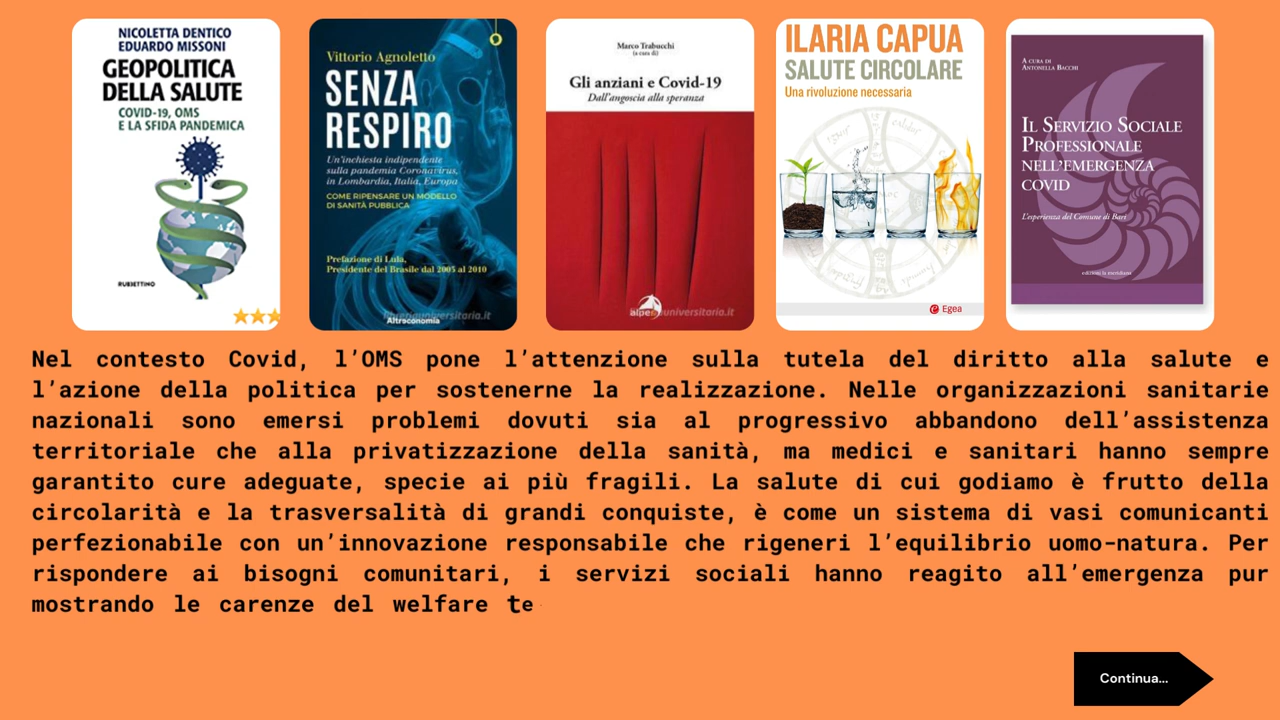 NICOLETTA DENTICO
EDUARDO MISSONI
GEOPOLITICA
DELLA SALUTE
COVID-19, OMS
E LA SFIDA PANDEMICA
RUBBETTINO
Vittorio Agnoletto
SENZA
RESPIRO
Un'inchiesta indipendente
sulla pandemia Coronavirus,
in Lombardia, Italia, Europa
COME RIPENSARE UN MODELLO
DI SANITÀ PUBBLICA
Prefazione di Lula,
Presidente del Brasile dal 2003 al 2010
Altreconomia
Marco Trabucchi
(a cura di)
Gli anziani e Covid-19
Dall'angoscia alla speranza
alpes
universitaria.it
ILARIA CAPUA
SALUTE CIRCOLARE
Una rivoluzione necessaria
Egea
A CURA DI
ANTONELLA BACCHI
IL SERVIZIO SOCIALE
PROFESSIONALE
NELL'EMERGENZA
COVID
L'esperienza del Comune di Bari
edizioni la meridiana
Nel contesto Covid, l'OMS pone l'attenzione sulla tutela del diritto alla salute e
l'azione della politica per sostenerne la realizzazione. Nelle organizzazioni sanitarie
nazionali sono emersi problemi dovuti sia al progressivo abbandono dell'assistenza
territoriale che alla privatizzazione della sanità, ma medici e sanitari hanno sempre
garantito cure adeguate, specie ai più fragili. La salute di cui godiamo è frutto della
circolarità e la trasversalità di grandi conquiste, è come un sistema di vasi comunicanti
perfezionabile con un'innovazione responsabile che rigeneri l'equilibrio uomo-natura. Per
rispondere ai bisogni comunitari, i servizi sociali hanno reagito all'emergenza pur
mostrando le carenze del welfare te
Continua...